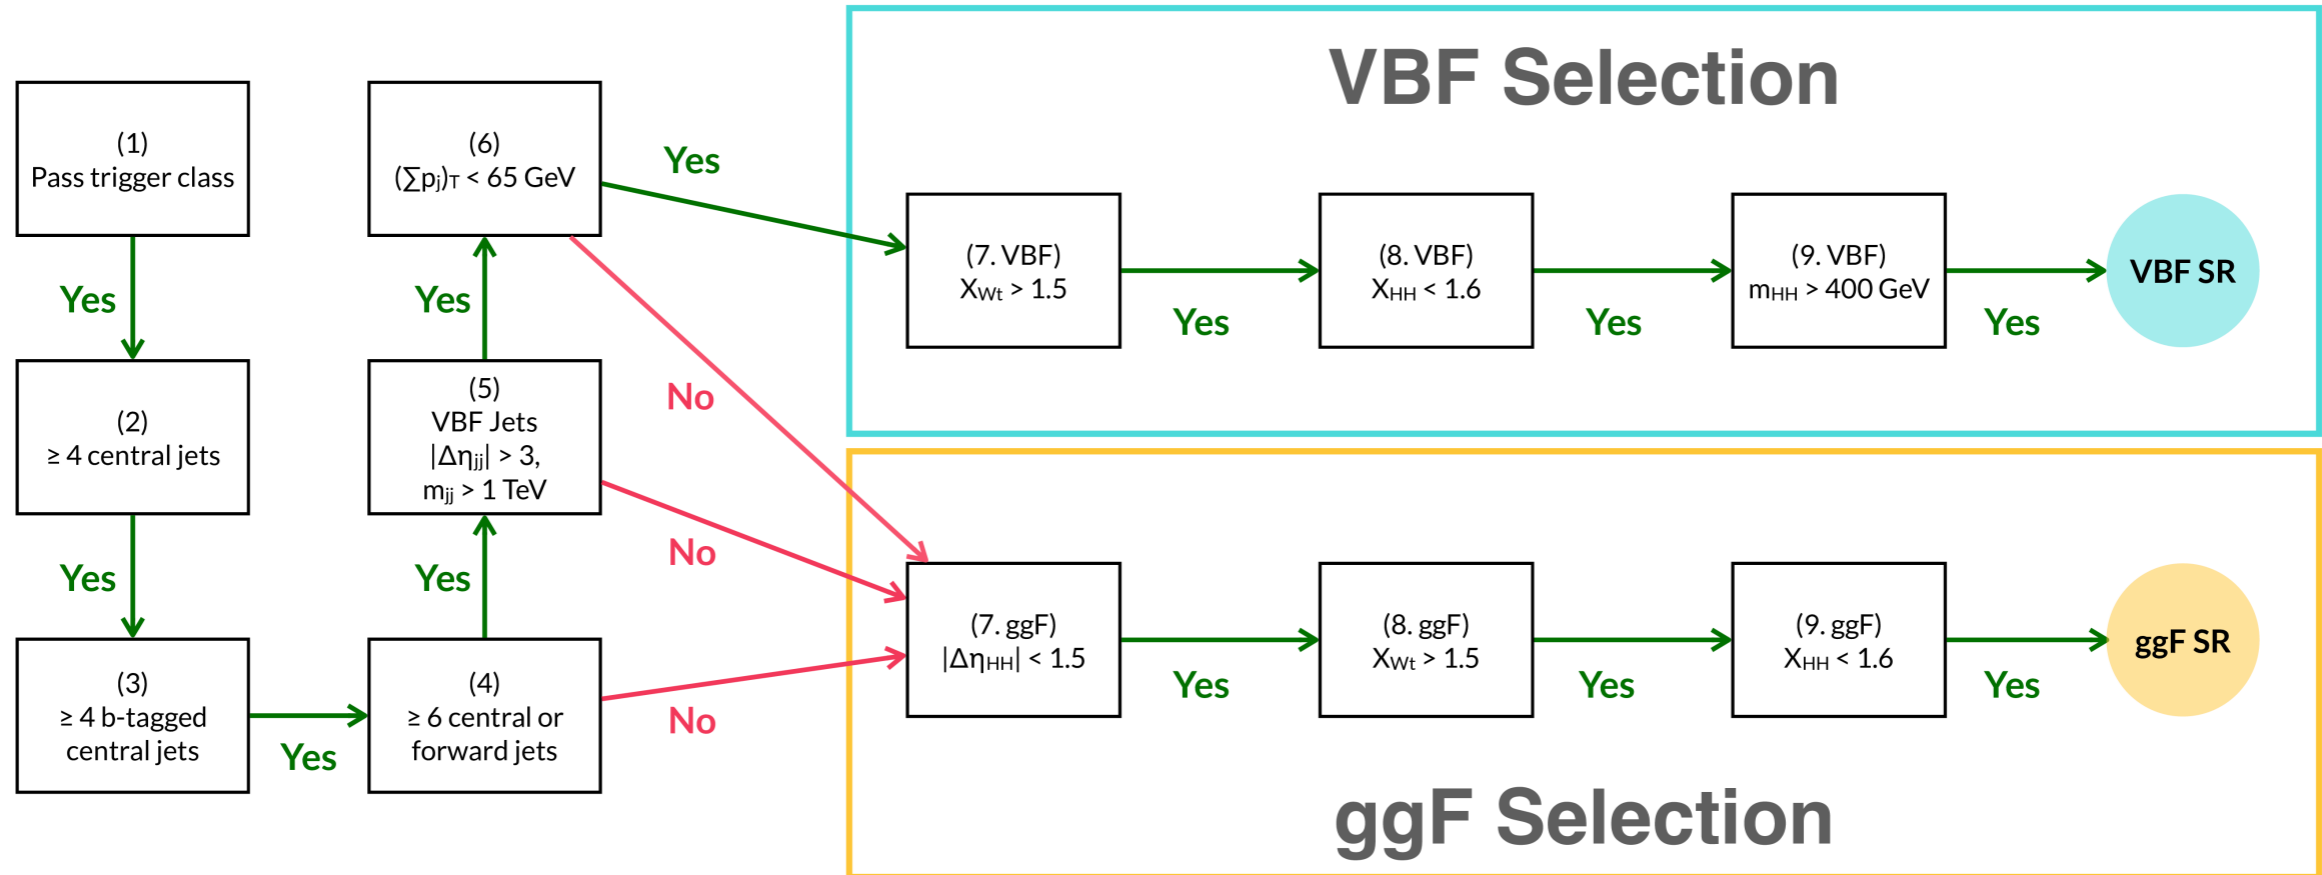 (1)
Pass trigger class
Yes
(2)
≥ 4 central jets
Yes
(3)
≥ 4 b-tagged
central jets
Yes
(4)
≥ 6 central or
forward jets
Yes
No
(5)
VBF Jets
|Δηjj| > 3,
mjj > 1 TeV
Yes
No
(6)
(∑pj)T < 65 GeV
Yes
No
VBF Selection
(7. VBF)
XWt > 1.5
Yes
(8. VBF)
XHH < 1.6
Yes
(9. VBF)
mHH > 400 GeV
Yes
VBF SR
(7. ggF)
|ΔηHH| < 1.5
Yes
(8. ggF)
XWt > 1.5
Yes
(9. ggF)
XHH < 1.6
Yes
ggF SR
ggF Selection